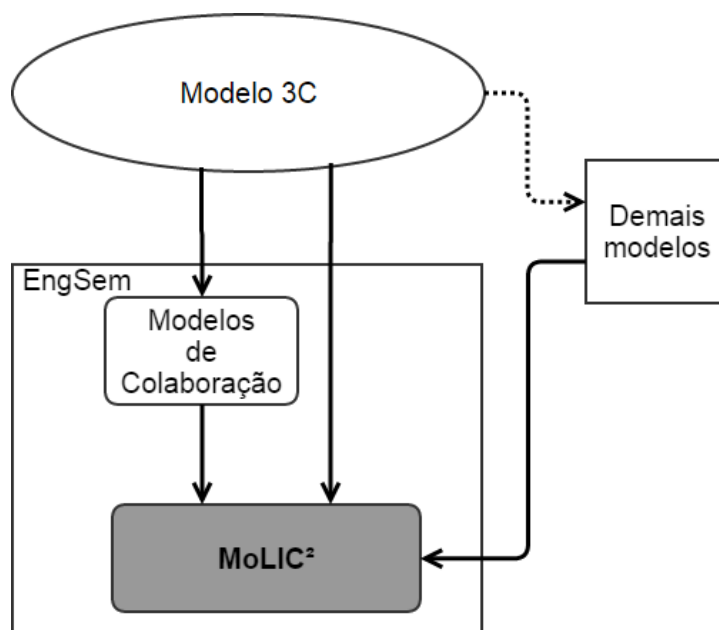 Modelo 3C
Demais
modelos
EngSem
Modelos
de
Colaboração
MoLIC²